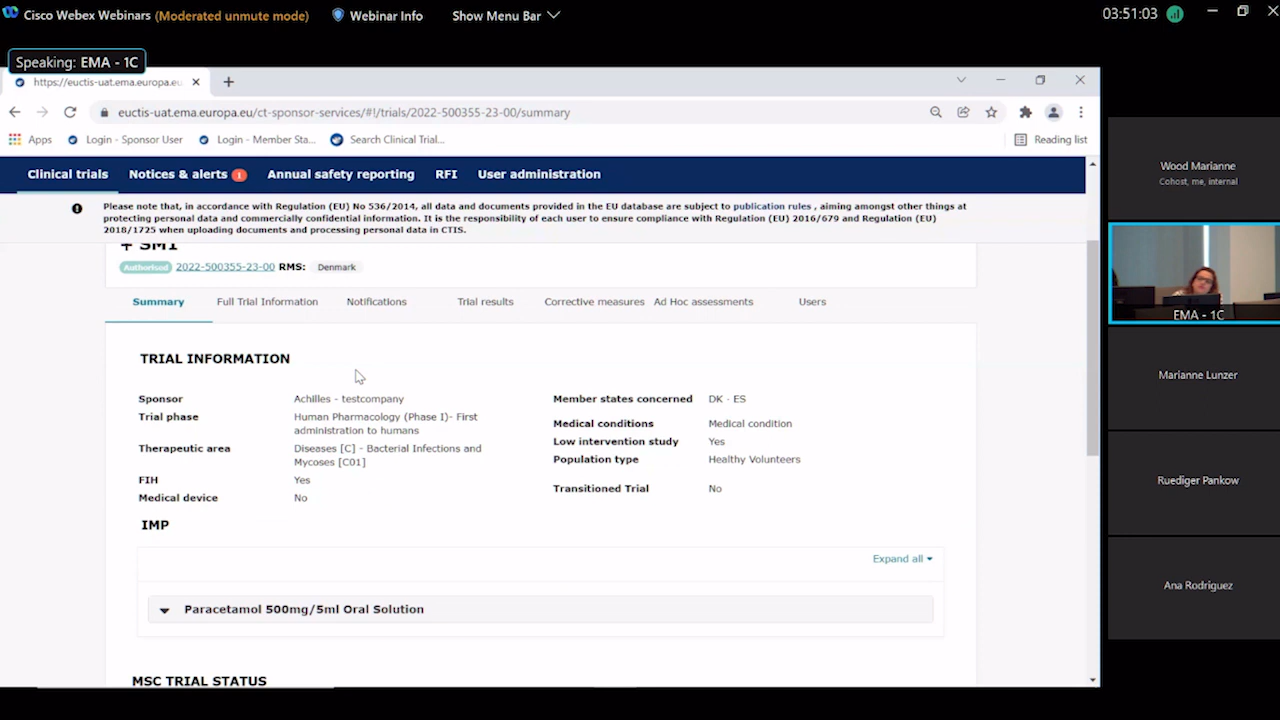 Cisco Webex Webinars (Moderated unmute mode) Webinar Info Show Menu Bar 03:51:03
Speaking: EMA - 1C
https://euctis-uat.ema.europa.eu
euctis-uat.ema.europa.eu/ct-sponsor-services/#!/trials/2022-500355-23-00/summary
Apps Login - Sponsor User Login - Member Sta... Search Clinical Trial... Reading list
Clinical trials Notices & alerts 1 Annual safety reporting RFI User administration
Please note that, in accordance with Regulation (EU) No 536/2014, all data and documents provided in the EU database are subject to publication rules , aiming amongst other things at
protecting personal data and commercially confidential information. It is the responsibility of each user to ensure compliance with Regulation (EU) 2016/679 and Regulation (EU)
2018/1725 when uploading documents and processing personal data in CTIS.
+ SM1
Authorised 2022-500355-23-00 RMS: Denmark
Summary Full Trial Information Notifications Trial results Corrective measures Ad Hoc assessments Users
TRIAL INFORMATION
Sponsor Achilles - testcompany
Trial phase Human Pharmacology (Phase I)- First
administration to humans
Therapeutic area Diseases [C] - Bacterial Infections and
Mycoses [C01]
FIH Yes
Medical device No
Member states concerned DK - ES
Medical conditions Medical condition
Low intervention study Yes
Population type Healthy Volunteers
Transitioned Trial No
IMP
Expand all
Paracetamol 500mg/5ml Oral Solution
MSC TRIAL STATUS
Wood Marianne
Cohost, me, internal
EMA - 1C
Marianne Lunzer
Ruediger Pankow
Ana Rodriguez